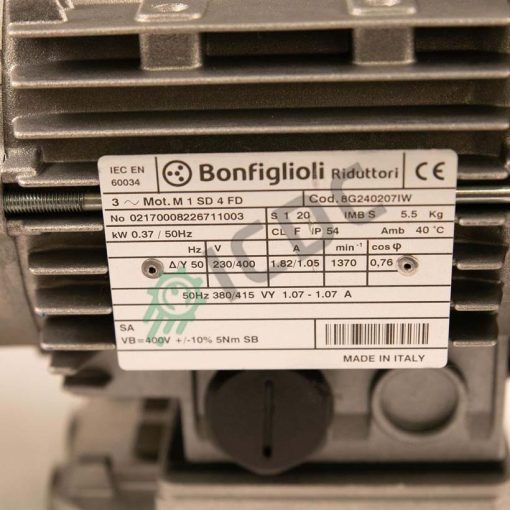 IEC EN
60034
Bonfiglioli Riduttori CE
3 ~ Mot. M 1 SD 4 FD Cod. 8G240207IW
No 02170008226711003 S 1 20 IMB S 5.5 Kg
kW 0.37 / 50Hz CL F IP 54 Amb 40 °C
Hz V A min⁻¹ cos φ
Δ/Y 50 230/400 1.82/1.05 1370 0,76
50Hz 380/415 VY 1.07 - 1.07 A
SA
VB=400V +/-10% 5Nm SB
MADE IN ITALY
ICDC